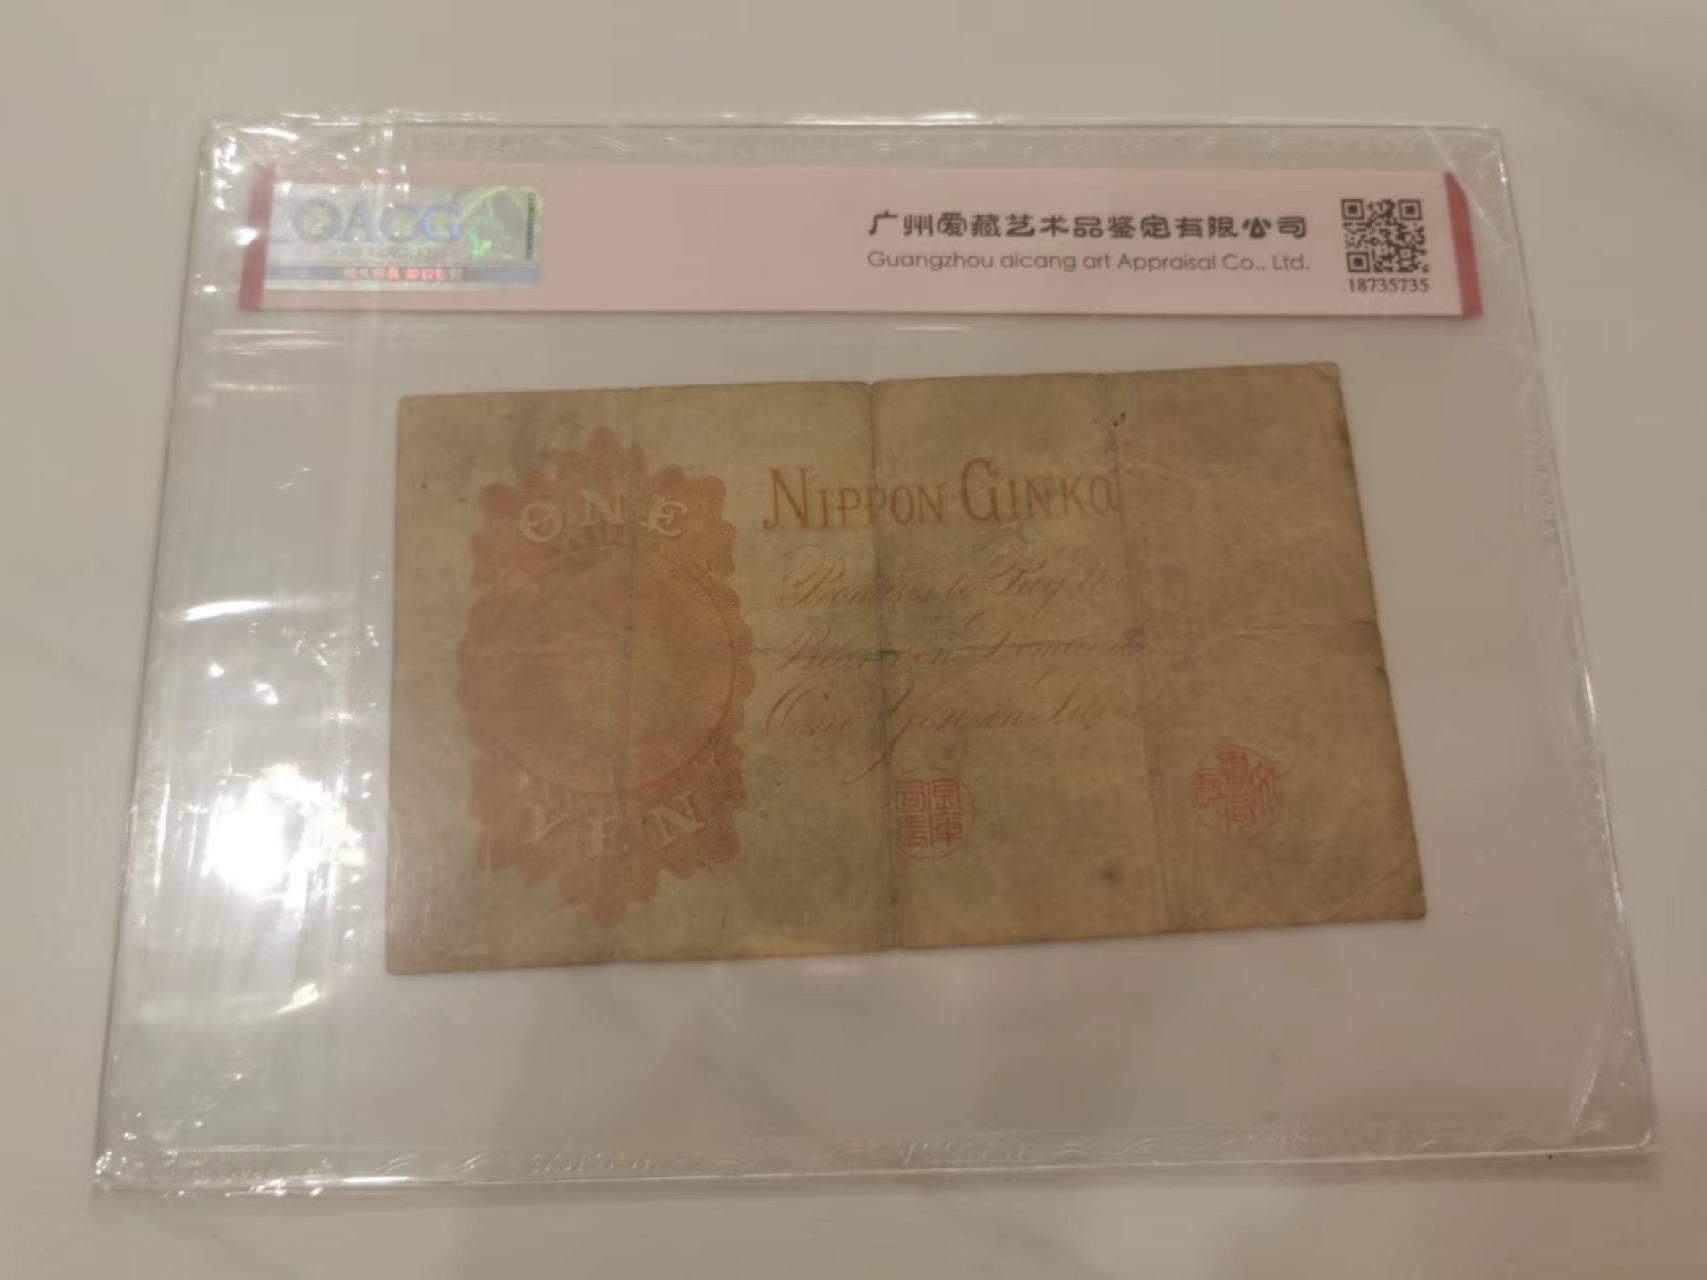 ACG
广州爱藏艺术品鉴定有限公司
Guangzhou aicang art Appraisal Co., Ltd.
18735735
ONE
YEN
NIPPON GINKO
Promises to Pay the
Bearer on Demand
One Yen in Silver